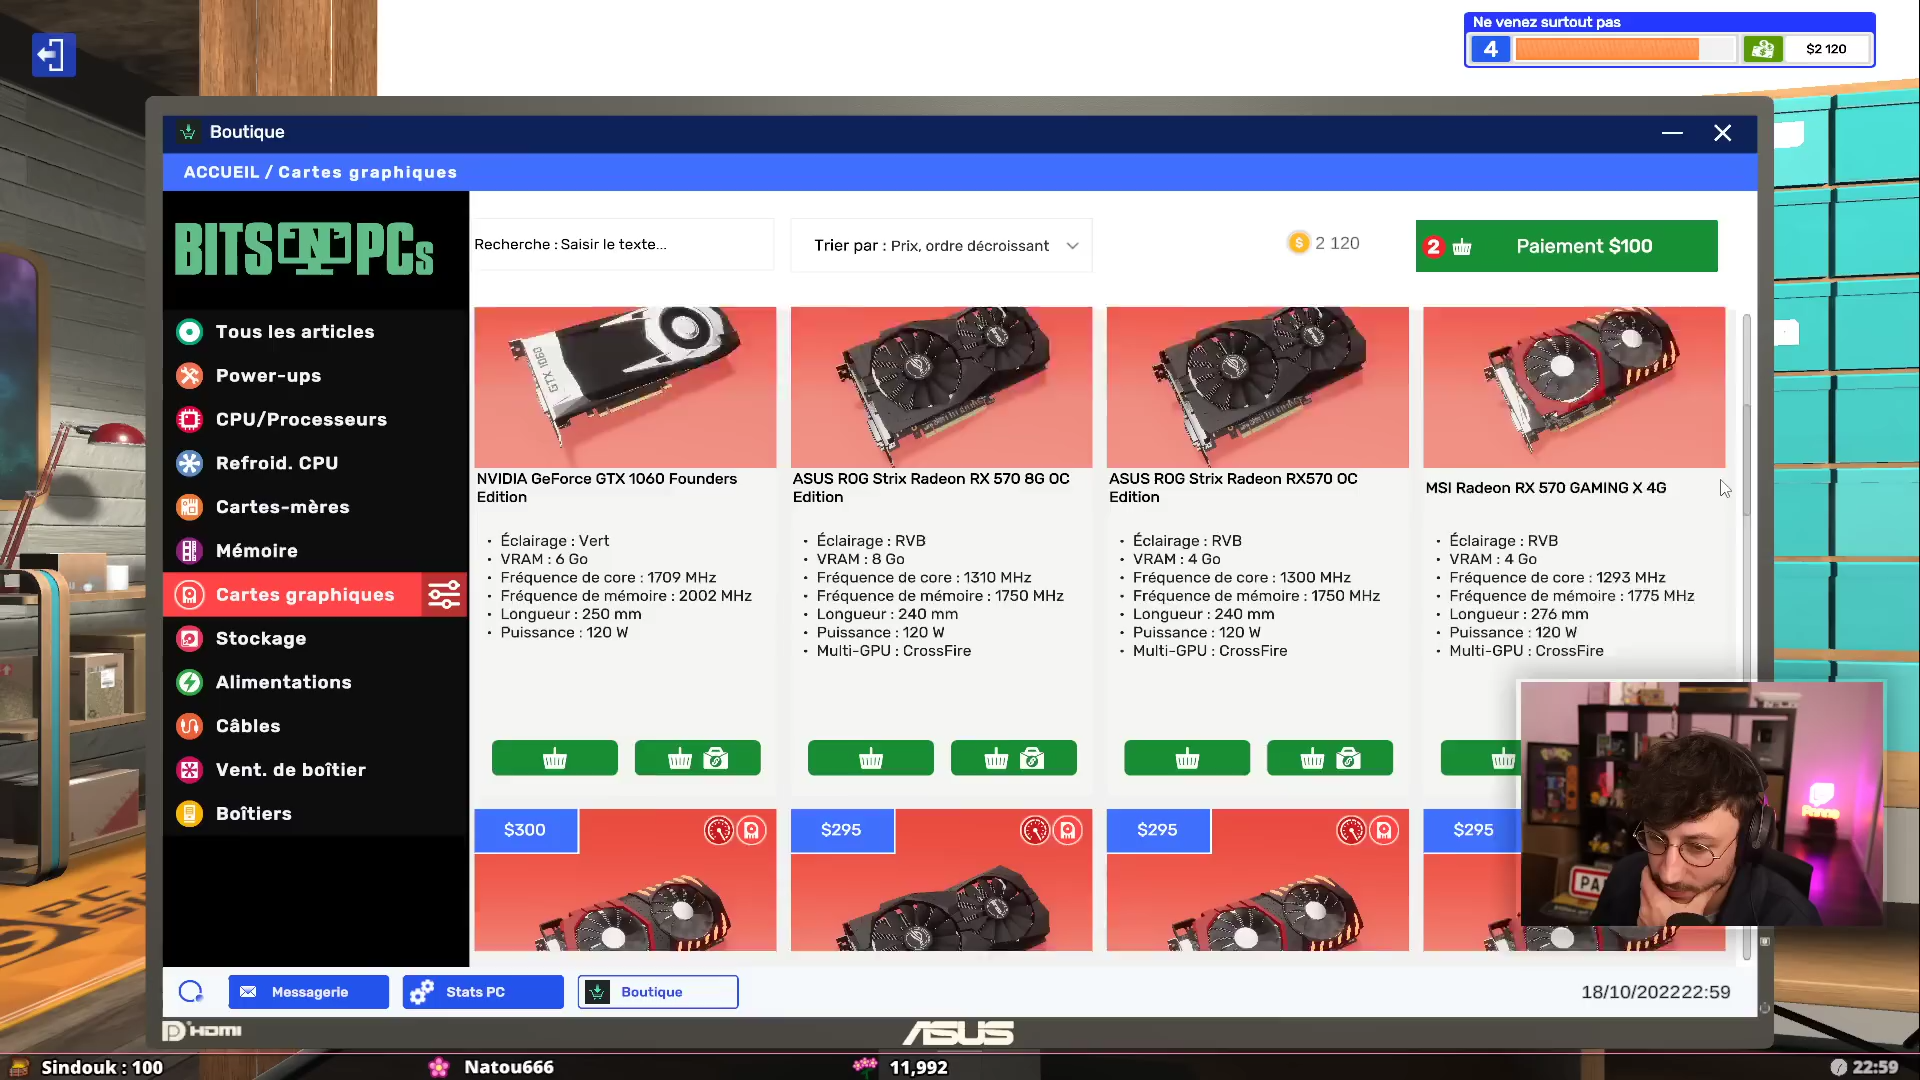 Ne venez surtout pas
4
$2 120
Boutique
ACCUEIL / Cartes graphiques
BITS N PCs
Recherche : Saisir le texte...
Trier par : Prix, ordre décroissant
$ 2 120
2 Paiement $100
Tous les articles
Power-ups
CPU/Processeurs
Refroid. CPU
Cartes-mères
Mémoire
Cartes graphiques
Stockage
Alimentations
Câbles
Vent. de boîtier
Boîtiers
GTX 1060
NVIDIA GeForce GTX 1060 Founders
Edition
• Éclairage : Vert
• VRAM : 6 Go
• Fréquence de core : 1709 MHz
• Fréquence de mémoire : 2002 MHz
• Longueur : 250 mm
• Puissance : 120 W
ASUS ROG Strix Radeon RX 570 8G OC
Edition
• Éclairage : RVB
• VRAM : 8 Go
• Fréquence de core : 1310 MHz
• Fréquence de mémoire : 1750 MHz
• Longueur : 240 mm
• Puissance : 120 W
• Multi-GPU : CrossFire
ASUS ROG Strix Radeon RX570 OC
Edition
• Éclairage : RVB
• VRAM : 4 Go
• Fréquence de core : 1300 MHz
• Fréquence de mémoire : 1750 MHz
• Longueur : 240 mm
• Puissance : 120 W
• Multi-GPU : CrossFire
MSI Radeon RX 570 GAMING X 4G
• Éclairage : RVB
• VRAM : 4 Go
• Fréquence de core : 1293 MHz
• Fréquence de mémoire : 1775 MHz
• Longueur : 276 mm
• Puissance : 120 W
• Multi-GPU : CrossFire
$300
$295
$295
$295
Messagerie
Stats PC
Boutique
18/10/202222:59
HDMI
ASUS
Sindouk : 100
Natou666
11,992
22:59